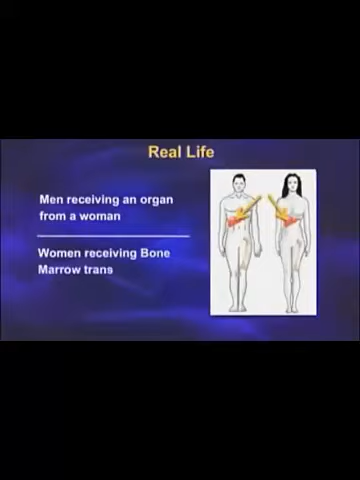 Real Life
Men receiving an organ
from a woman
Women receiving Bone
Marrow trans